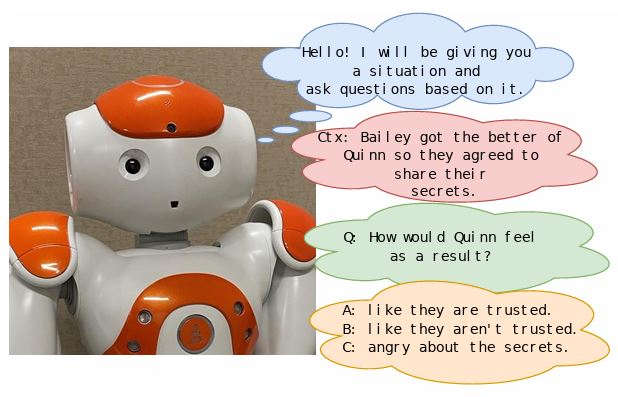 Hello! I will be giving you
a situation and
ask questions based on it.
Ctx: Bailey got the better of
Quinn so they agreed to
share their
secrets.
Q: How would Quinn feel
as a result?
A: like they are trusted.
B: like they aren't trusted.
C: angry about the secrets.